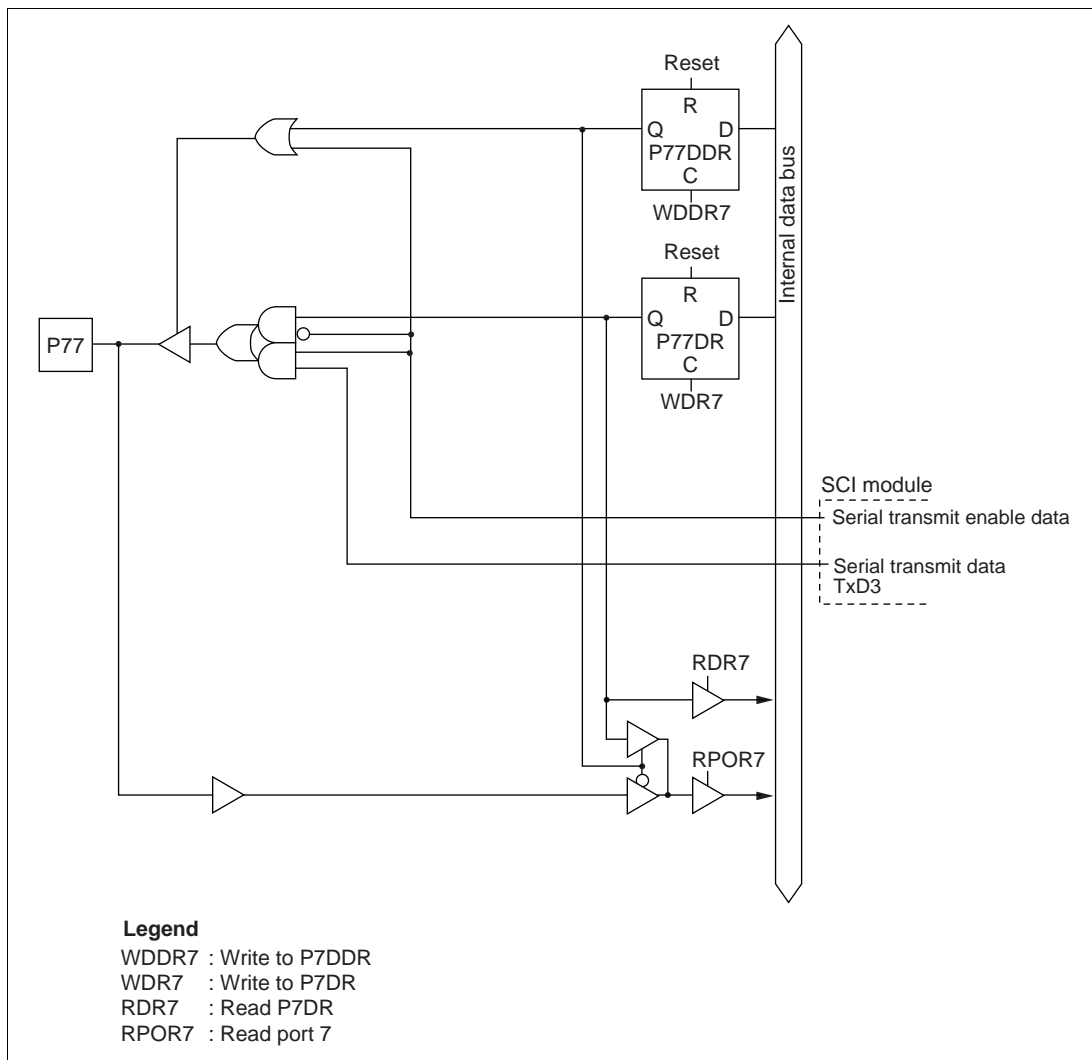 Reset
R
Q D
P77DDR
C
WDDR7
Internal data bus
Reset
R
Q D
P77DR
C
WDR7
P77
SCI module
Serial transmit enable data
Serial transmit data
TxD3
RDR7
RPOR7
Legend
WDDR7 : Write to P7DDR
WDR7 : Write to P7DR
RDR7 : Read P7DR
RPOR7 : Read port 7